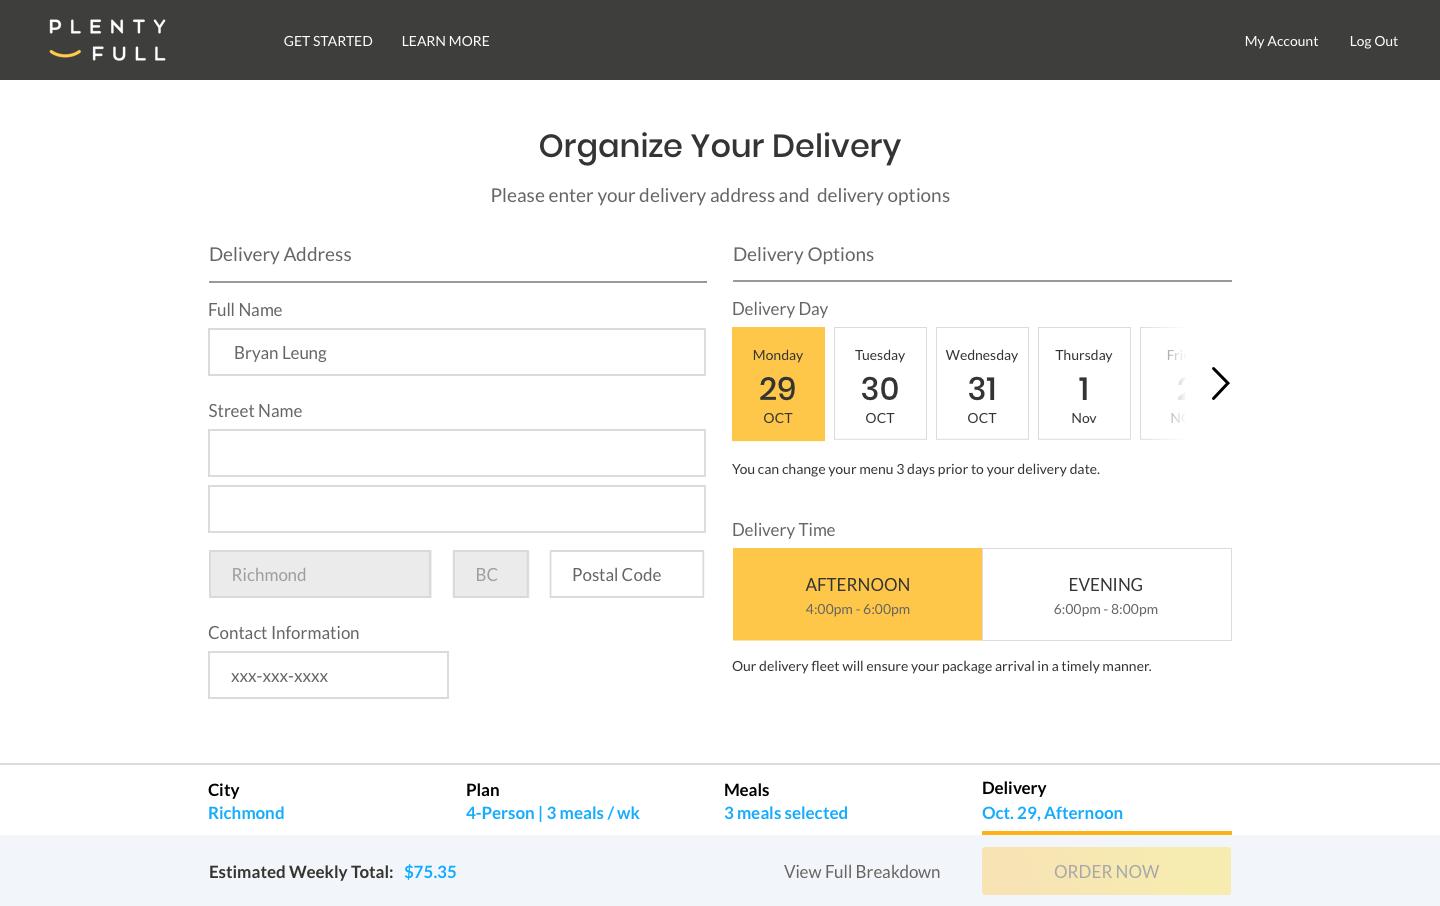 PLENTY
FULL
GET STARTED
LEARN MORE
My Account
Log Out
Organize Your Delivery
Please enter your delivery address and  delivery options
Delivery Address
Full Name
Bryan Leung
Street Name
Richmond
BC
Postal Code
Contact Information
xxx-xxx-xxxx
Delivery Options
Delivery Day
Monday
29
OCT
Tuesday
30
OCT
Wednesday
31
OCT
Thursday
1
Nov
You can change your menu 3 days prior to your delivery date.
Delivery Time
AFTERNOON
4:00pm - 6:00pm
EVENING
6:00pm - 8:00pm
Our delivery fleet will ensure your package arrival in a timely manner.
City
Richmond
Plan
4-Person | 3 meals / wk
Meals
3 meals selected
Delivery
Oct. 29, Afternoon
Estimated Weekly Total: $75.35
View Full Breakdown
ORDER NOW